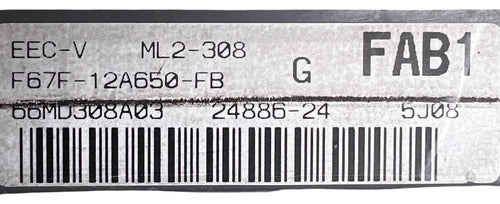 EEC-V ML2-308 FAB1
F67F-12A650-FB G
66MD308A03 24886-24 5J08